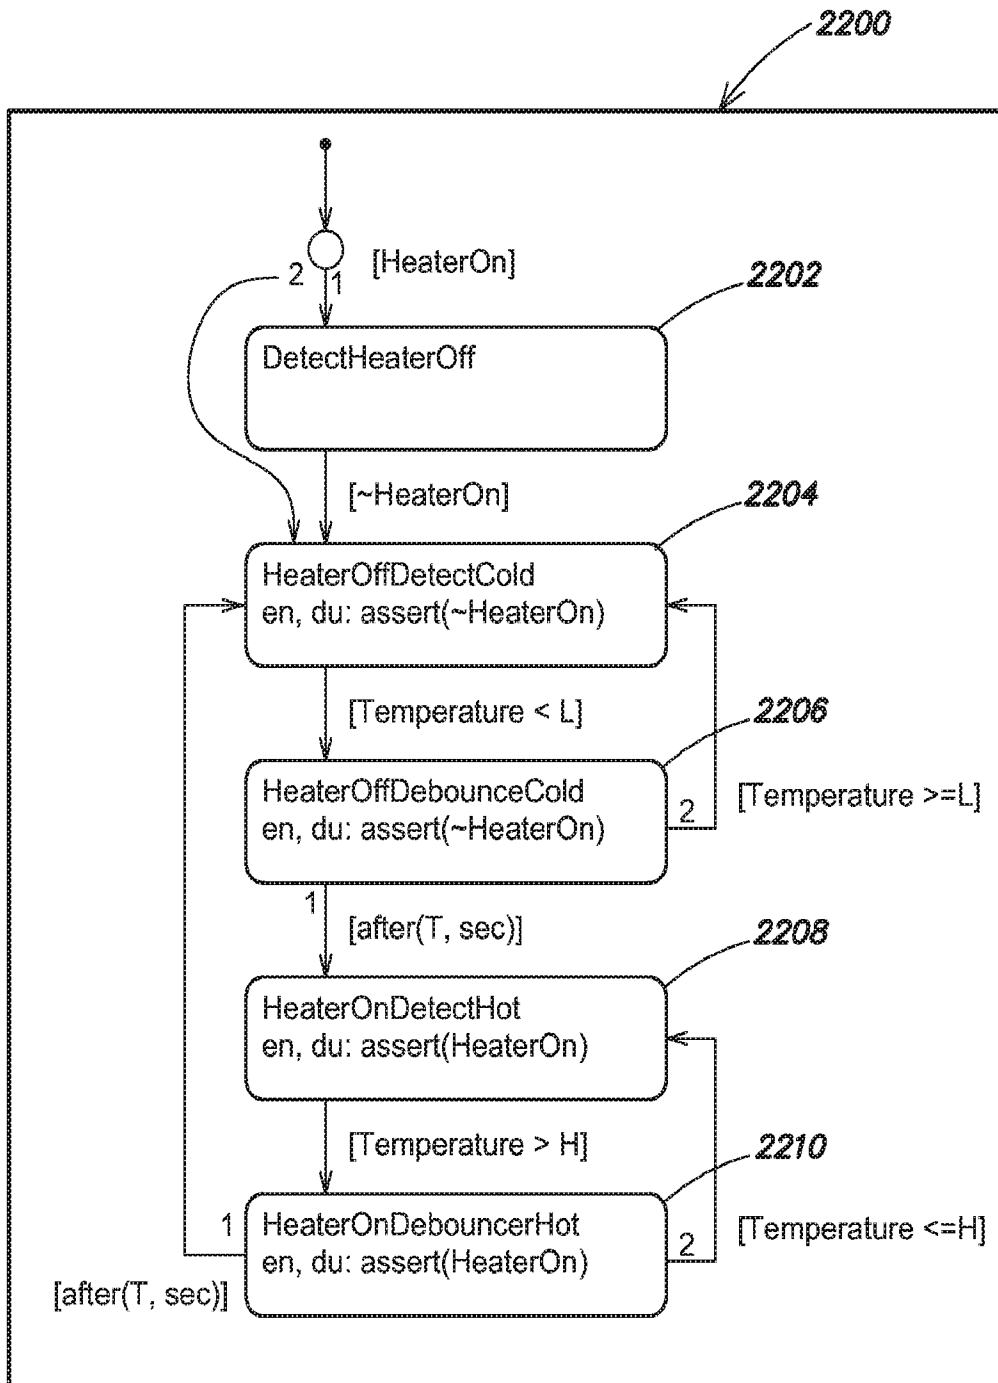 2200
[HeaterOn]
2
1
2202
DetectHeaterOff
[~HeaterOn]
2204
HeaterOffDetectCold
en, du: assert(~HeaterOn)
[Temperature < L]
2206
HeaterOffDebounceCold
en, du: assert(~HeaterOn)
2
[Temperature >=L]
1
[after(T, sec)]
2208
HeaterOnDetectHot
en, du: assert(HeaterOn)
[Temperature > H]
2210
1
HeaterOnDebouncerHot
en, du: assert(HeaterOn)
2
[Temperature <=H]
[after(T, sec)]